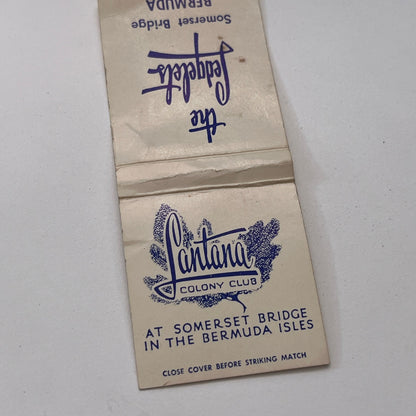 the
Ledgelets
Somerset Bridge
BERMUDA
Lantana
COLONY CLUB
AT SOMERSET BRIDGE
IN THE BERMUDA ISLES
CLOSE COVER BEFORE STRIKING MATCH